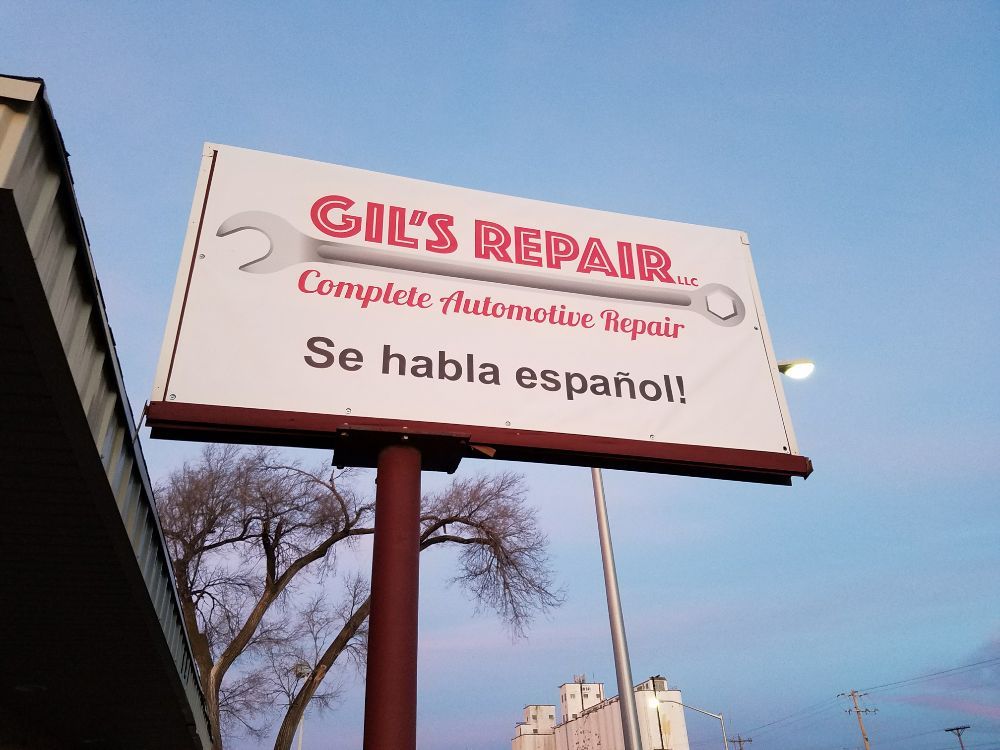 GIL'S REPAIR LLC
Complete Automotive Repair
Se habla español!